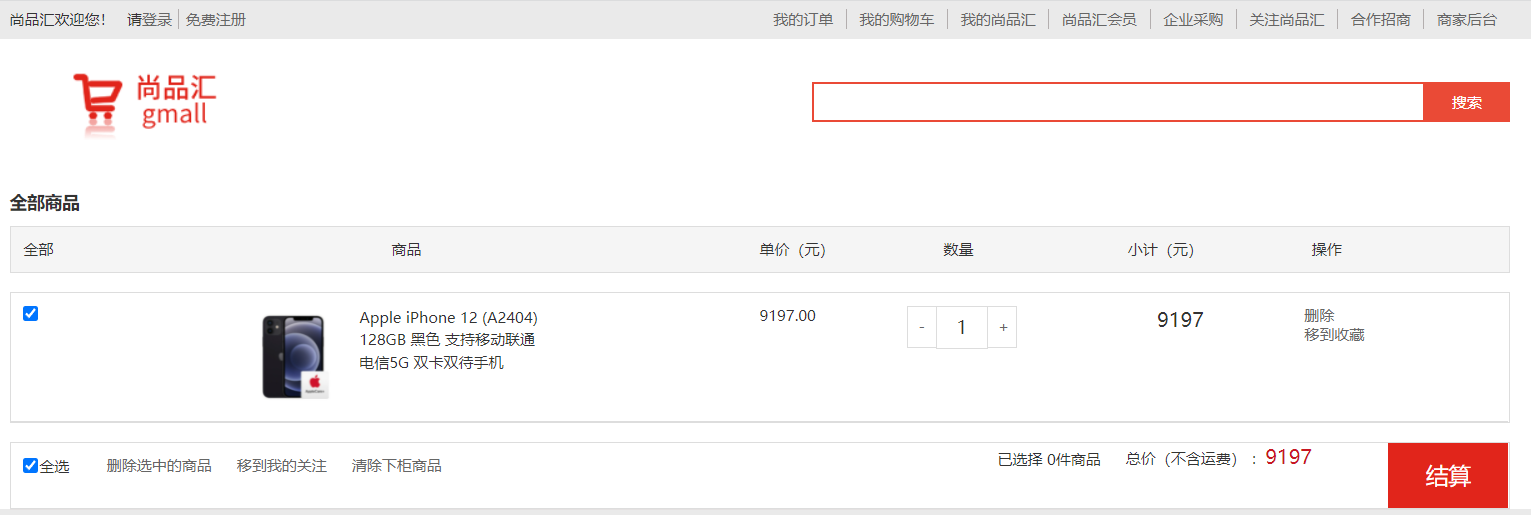 尚品汇欢迎您! 请登录 免费注册 我的订单 我的购物车 我的尚品汇 尚品汇会员 企业采购 关注尚品汇 合作招商 商家后台
尚品汇
gmall
搜索
全部商品
全部 商品 单价（元） 数量 小计（元） 操作
Apple iPhone 12 (A2404) 9197.00 - 1 + 9197 删除
128GB 黑色 支持移动联通 移到收藏
电信5G 双卡双待手机
全选 删除选中的商品 移到我的关注 清除下柜商品 已选择 0件商品 总价（不含运费）：9197 结算